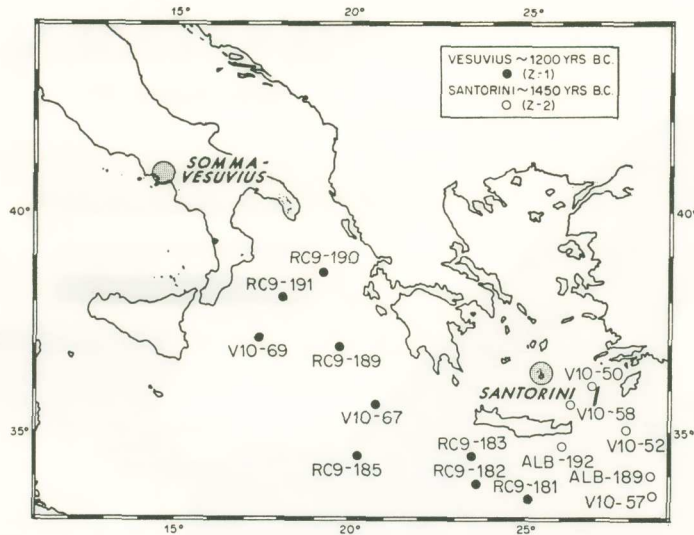 15°
20°
25°
VESUVIUS ~ 1200 YRS B.C.
● (Z-1)
SANTORINI ~ 1450 YRS B.C.
○ (Z-2)
SOMMA-
VESUVIUS
40°
40°
RC9-190
RC9-191
V10-69
RC9-189
V10-50
SANTORINI
V10-67
V10-58
35°
35°
RC9-183
V10-52
RC9-185
RC9-182
ALB-192
RC9-181
ALB-189
V10-57
15°
20°
25°